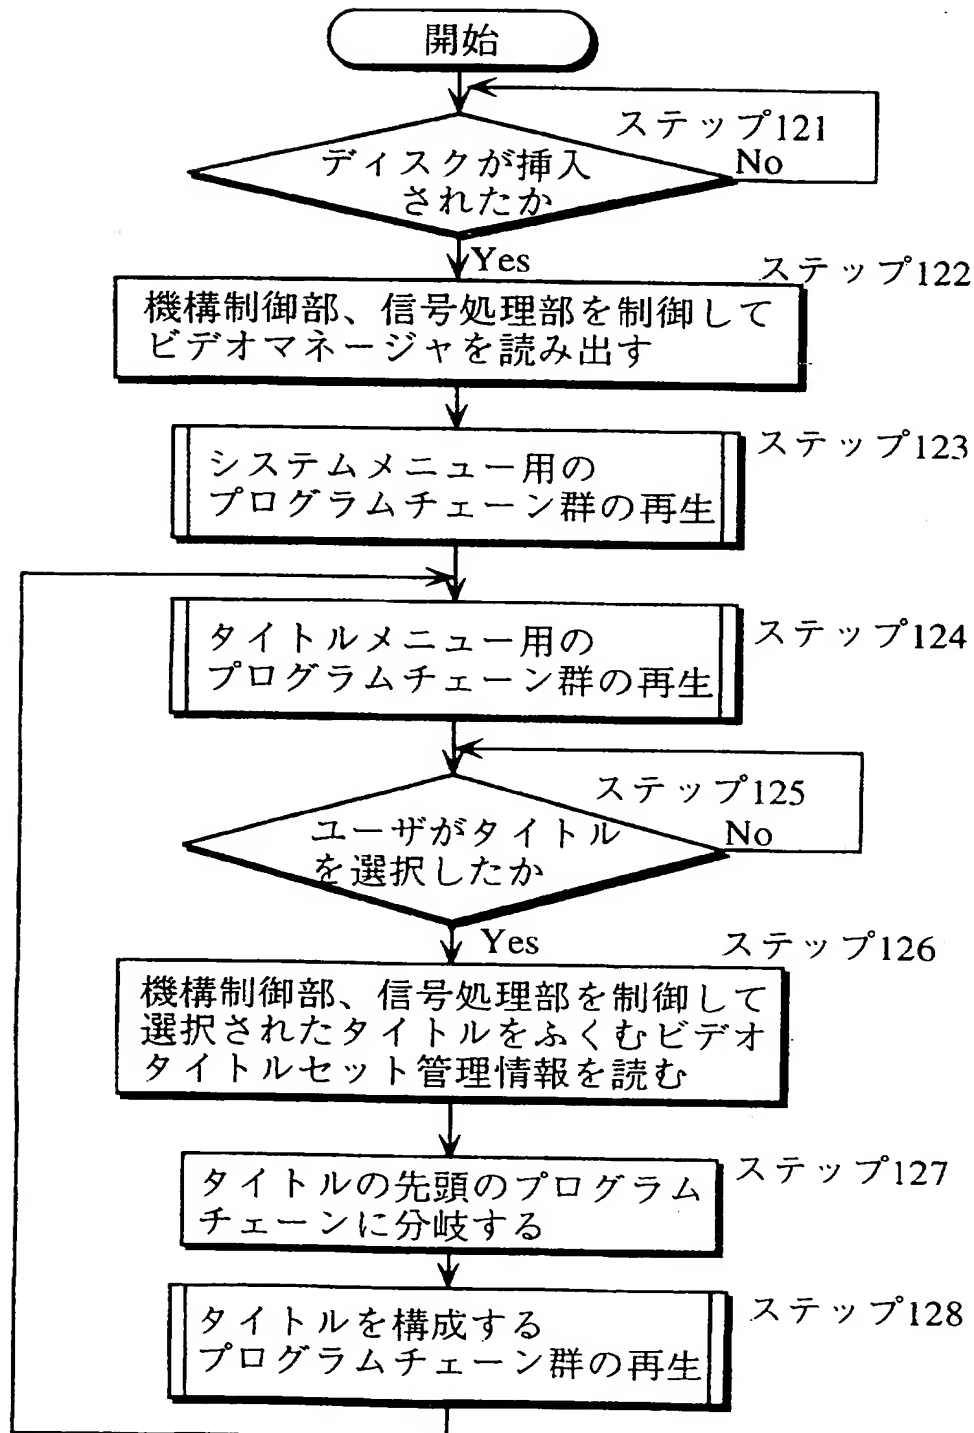 開始
ステップ121
No
ディスクが挿入
されたか
Yes
ステップ122
機構制御部、信号処理部を制御して
ビデオマネージャを読み出す
ステップ123
システムメニュー用の
プログラムチェーン群の再生
ステップ124
タイトルメニュー用の
プログラムチェーン群の再生
ステップ125
No
ユーザがタイトル
を選択したか
Yes
ステップ126
機構制御部、信号処理部を制御して
選択されたタイトルをふくむビデオ
タイトルセット管理情報を読む
ステップ127
タイトルの先頭のプログラム
チェーンに分岐する
ステップ128
タイトルを構成する
プログラムチェーン群の再生